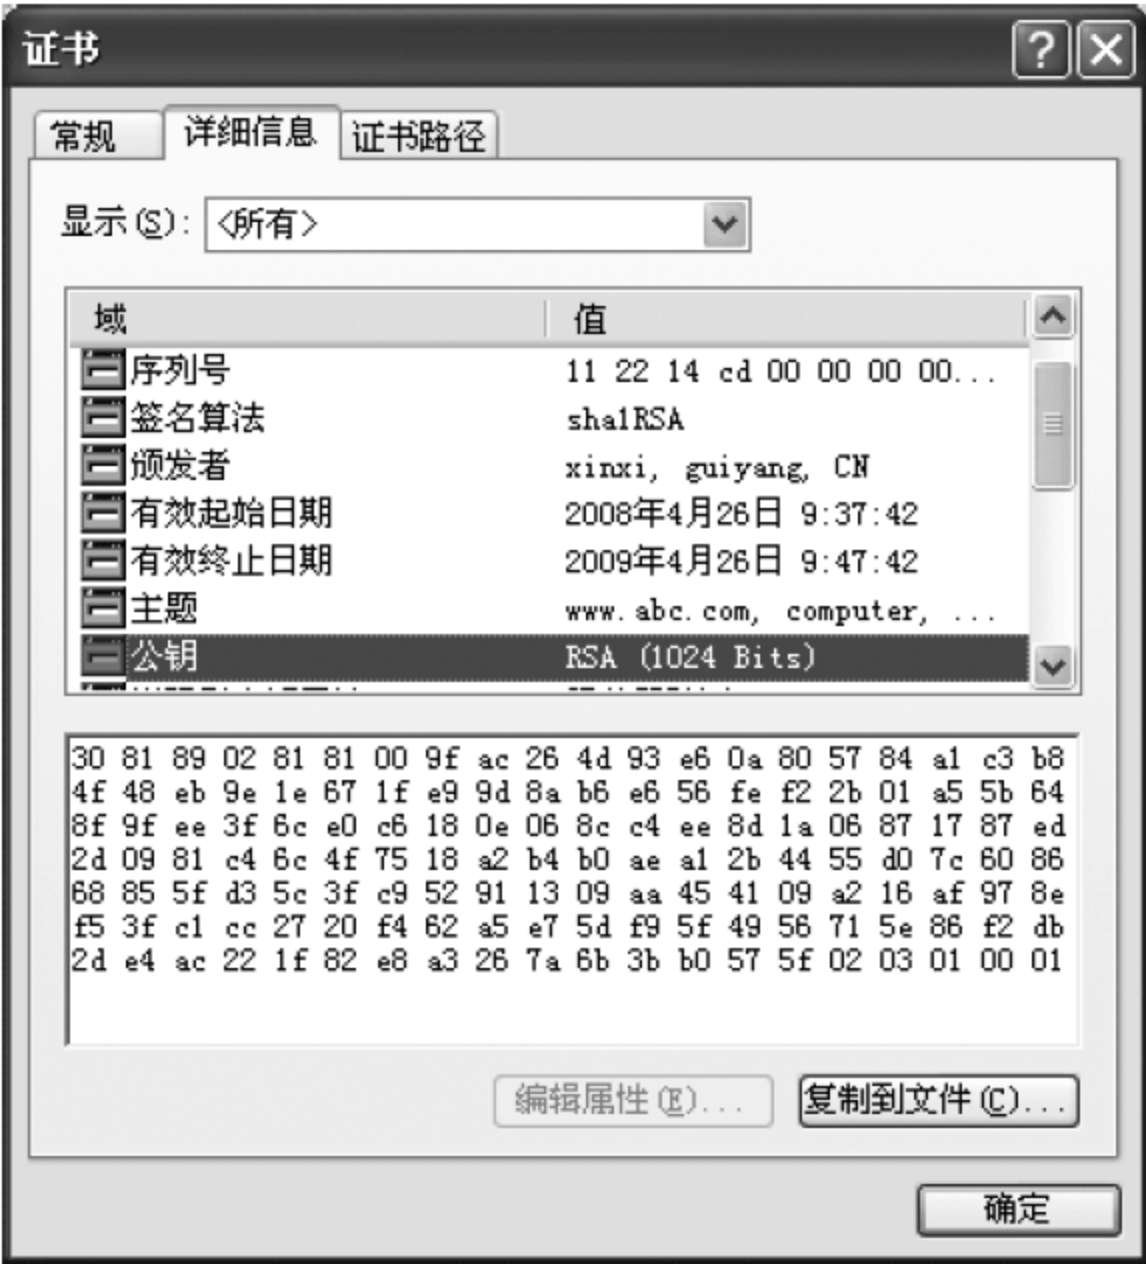 证书
常规 详细信息 证书路径
显示(S): <所有>
域 值
序列号 11 22 14 cd 00 00 00 00...
签名算法 sha1RSA
颁发者 xinxi, guiyang, CN
有效起始日期 2008年4月26日 9:37:42
有效终止日期 2009年4月26日 9:47:42
主题 www.abc.com, computer, ...
公钥 RSA (1024 Bits)
30 81 89 02 81 81 00 9f ac 26 4d 93 e6 0a 80 57 84 a1 c3 b8
4f 48 eb 9e 1e 67 1f e9 9d 8a b6 e6 56 fe f2 2b 01 a5 5b 64
8f 9f ee 3f 6c e0 c6 18 0e 06 8c c4 ee 8d 1a 06 87 17 87 ed
2d 09 81 c4 6c 4f 75 18 a2 b4 b0 ae a1 2b 44 55 d0 7c 60 86
68 85 5f d3 5c 3f c9 52 91 13 09 aa 45 41 09 a2 16 af 97 8e
f5 3f c1 cc 27 20 f4 62 a5 e7 5d f9 5f 49 56 71 5e 86 f2 db
2d e4 ac 22 1f 82 e8 a3 26 7a 6b 3b b0 57 5f 02 03 01 00 01
编辑属性(E)... 复制到文件(C)...
确定